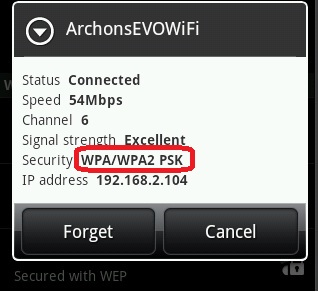 ArchonsEVOWiFi
Status Connected
Speed 54Mbps
Channel 6
Signal strength Excellent
Security WPA/WPA2 PSK
IP address 192.168.2.104
Forget Cancel
Secured with WEP